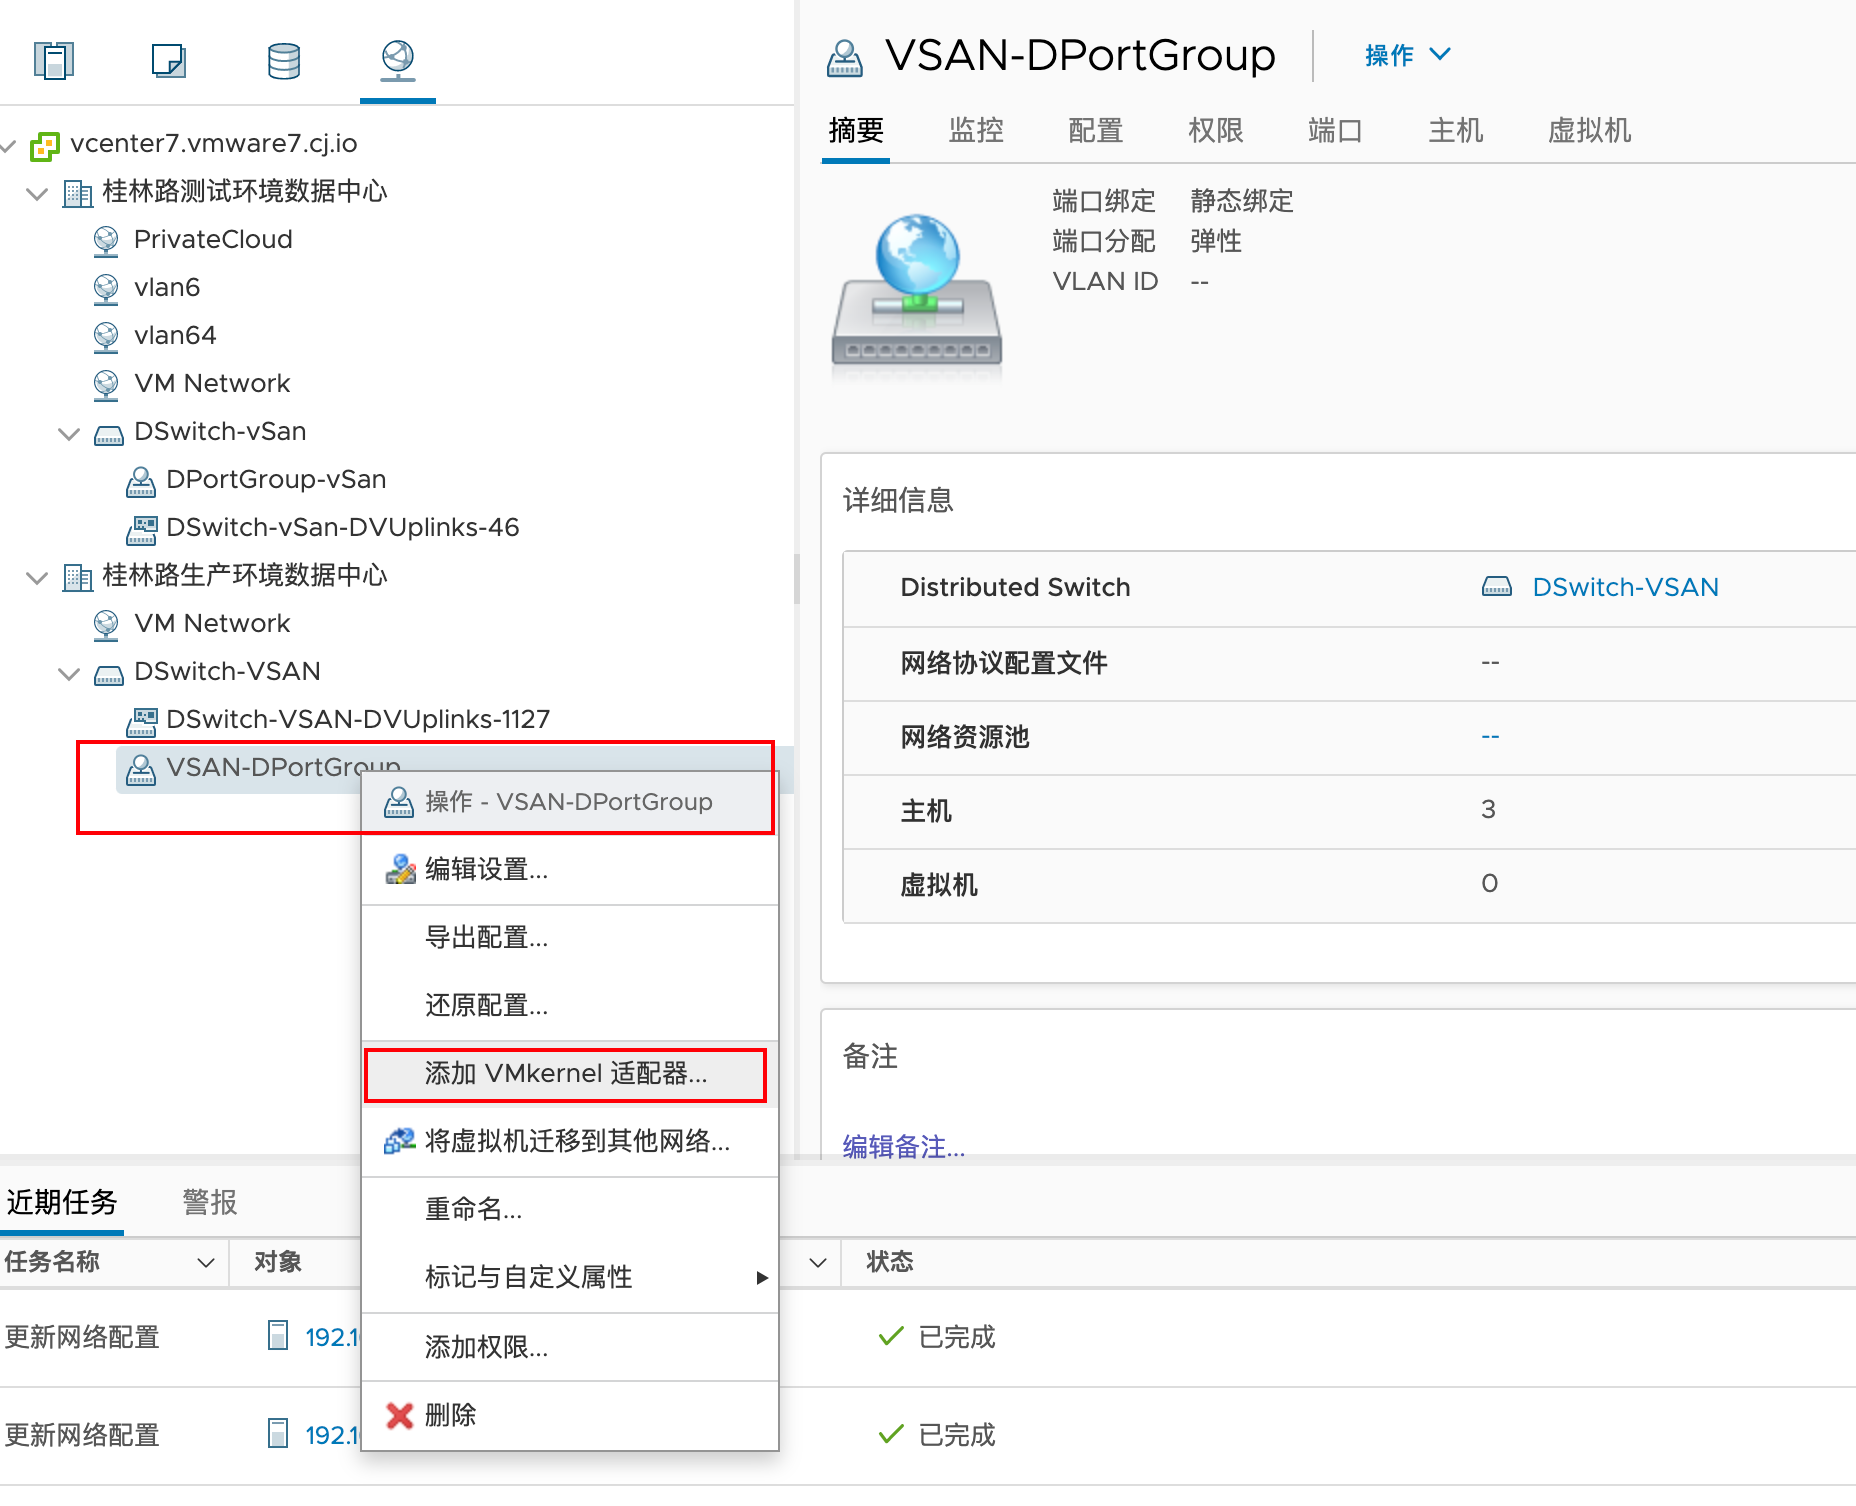 vcenter7.vmware7.cj.io
桂林路测试环境数据中心
PrivateCloud
vlan6
vlan64
VM Network
DSwitch-vSan
DPortGroup-vSan
DSwitch-vSan-DVUplinks-46
桂林路生产环境数据中心
VM Network
DSwitch-VSAN
DSwitch-VSAN-DVUplinks-1127
VSAN-DPortGroup
操作 - VSAN-DPortGroup
编辑设置...
导出配置...
还原配置...
添加 VMkernel 适配器...
将虚拟机迁移到其他网络...
重命名...
标记与自定义属性
添加权限...
删除
VSAN-DPortGroup
操作
摘要 监控 配置 权限 端口 主机 虚拟机
端口绑定 静态绑定
端口分配 弹性
VLAN ID --
详细信息
Distributed Switch DSwitch-VSAN
网络协议配置文件 --
网络资源池 --
主机 3
虚拟机 0
备注
编辑备注...
近期任务 警报
任务名称 对象 状态
更新网络配置 192.1 已完成
更新网络配置 192.1 已完成